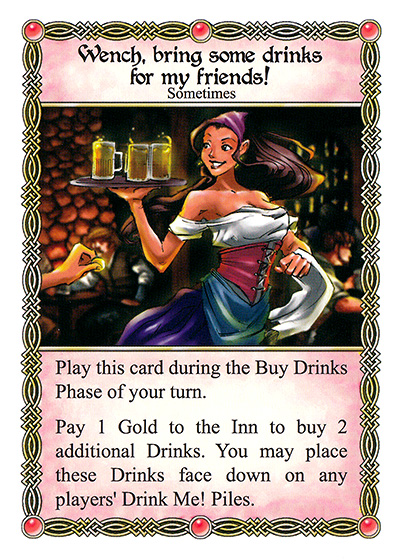 Wench, bring some drinks
for my friends!
Sometimes
Play this card during the Buy Drinks
Phase of your turn.
Pay 1 Gold to the Inn to buy 2
additional Drinks. You may place
these Drinks face down on any
players' Drink Me! Piles.